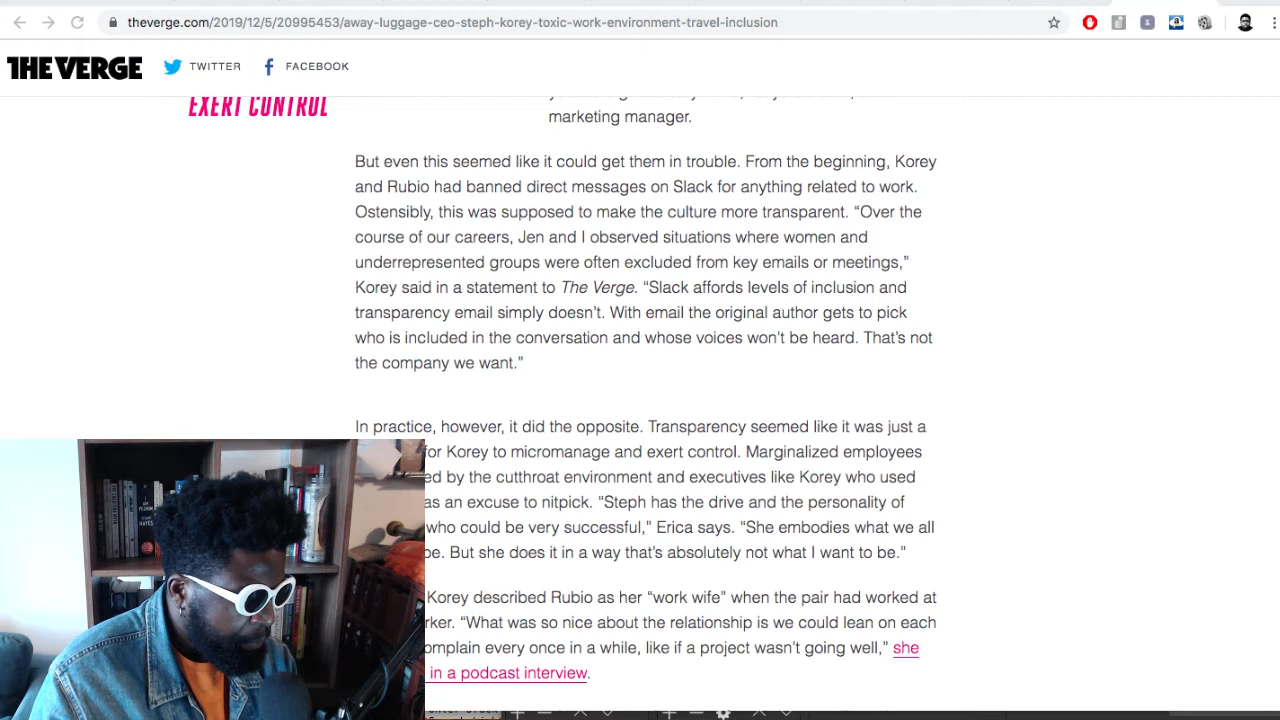 theverge.com/2019/12/5/20995453/away-luggage-ceo-steph-korey-toxic-work-environment-travel-inclusion
THE VERGE TWITTER FACEBOOK
EXERT CONTROL
marketing manager.
But even this seemed like it could get them in trouble. From the beginning, Korey
and Rubio had banned direct messages on Slack for anything related to work.
Ostensibly, this was supposed to make the culture more transparent. “Over the
course of our careers, Jen and I observed situations where women and
underrepresented groups were often excluded from key emails or meetings,”
Korey said in a statement to The Verge. “Slack affords levels of inclusion and
transparency email simply doesn’t. With email the original author gets to pick
who is included in the conversation and whose voices won’t be heard. That’s not
the company we want.”
In practice, however, it did the opposite. Transparency seemed like it was just a
for Korey to micromanage and exert control. Marginalized employees
ed by the cutthroat environment and executives like Korey who used
as an excuse to nitpick. “Steph has the drive and the personality of
who could be very successful,” Erica says. “She embodies what we all
be. But she does it in a way that’s absolutely not what I want to be.”
Korey described Rubio as her “work wife” when the pair had worked at
rker. “What was so nice about the relationship is we could lean on each
omplain every once in a while, like if a project wasn’t going well,” she
in a podcast interview.